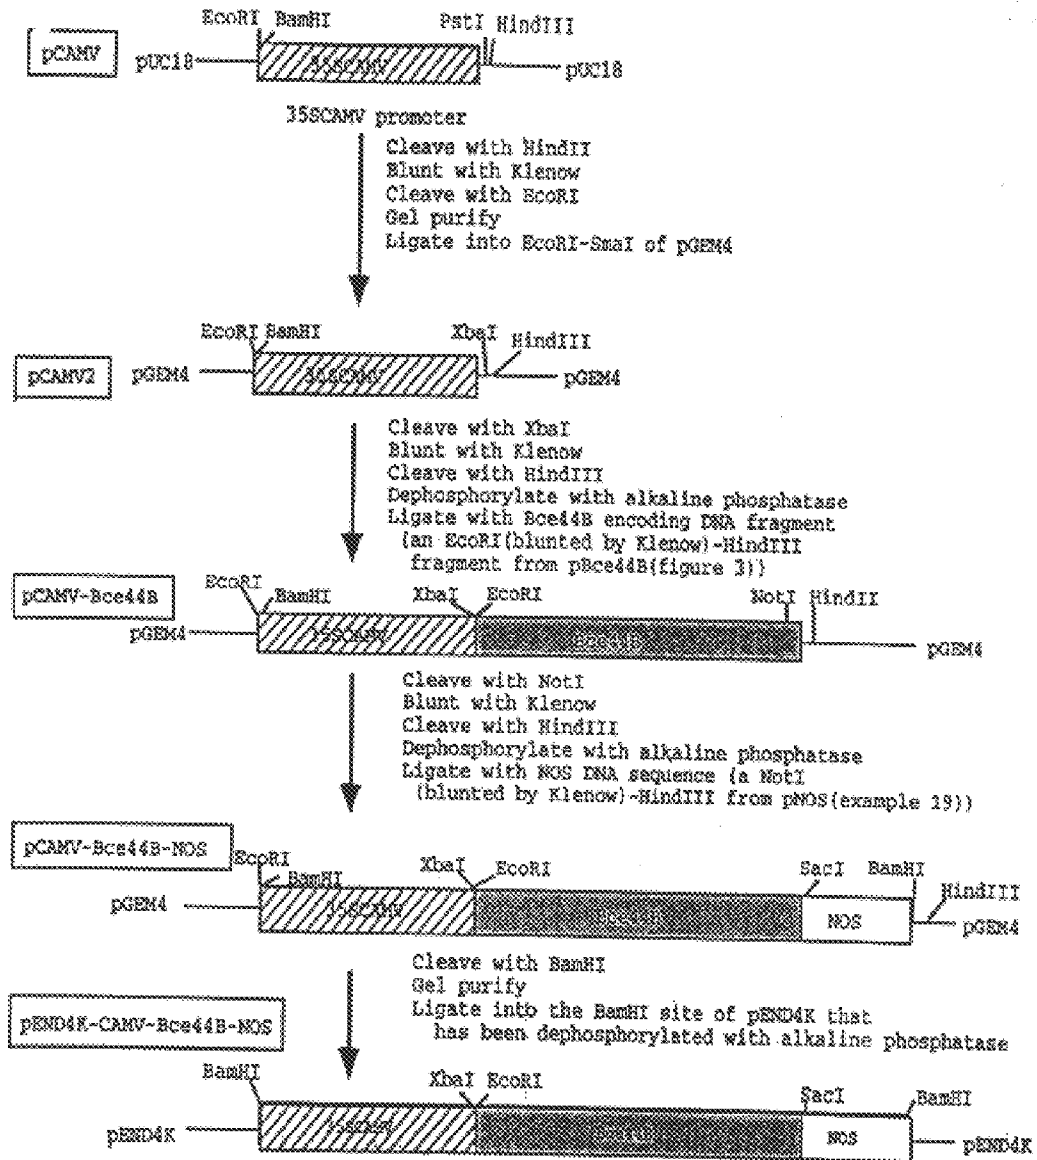 EcoRI BamHI PstI HindIII
pCAMV pUC18 35SCAMV pUC18
35SCAMV promoter
Cleave with HindII
Blunt with Klenow
Cleave with EcoRI
Gel purify
Ligate into EcoRI-SmaI of pGEM4
EcoRI BamHI XbaI HindIII
pCAMV2 pGEM4 35SCAMV pGEM4
Cleave with XbaI
Blunt with Klenow
Cleave with HindIII
Dephosphorylate with alkaline phosphatase
Ligate with Bce44B encoding DNA fragment
(an EcoRI(blunted by Klenow)-HindIII
fragment from pBce44B(figure 3))
pCAMV-Bce44B EcoRI BamHI XbaI EcoRI NotI HindII
pGEM4 35SCAMV pGEM4
Cleave with NotI
Blunt with Klenow
Cleave with HindIII
Dephosphorylate with alkaline phosphatase
Ligate with NOS DNA sequence (a NotI
(blunted by Klenow)-HindIII from pNOS(example 19))
pCAMV-Bce44B-NOS EcoRI BamHI XbaI EcoRI SacI BamHI HindIII
pGEM4 35SCAMV NOS pGEM4
Cleave with BamHI
Gel purify
Ligate into the BamHI site of pEND4K that
has been dephosphorylated with alkaline phosphatase
pEND4K-CAMV-Bce44B-NOS
BamHI XbaI EcoRI SacI BamHI
pEND4K 35SCAMV NOS pEND4K